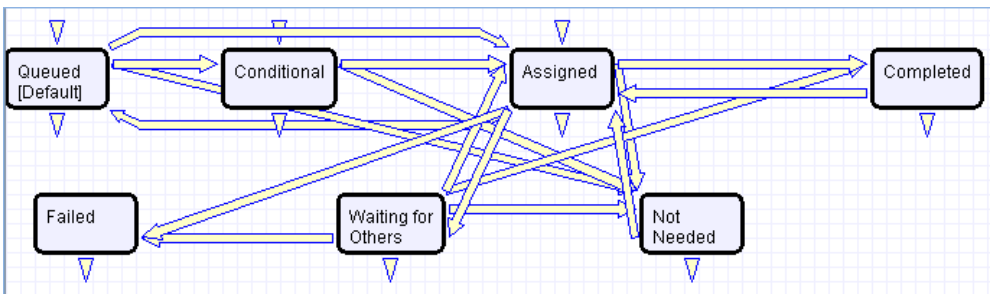 Queued
[Default]
Conditional
Assigned
Completed
Failed
Waiting for
Others
Not
Needed